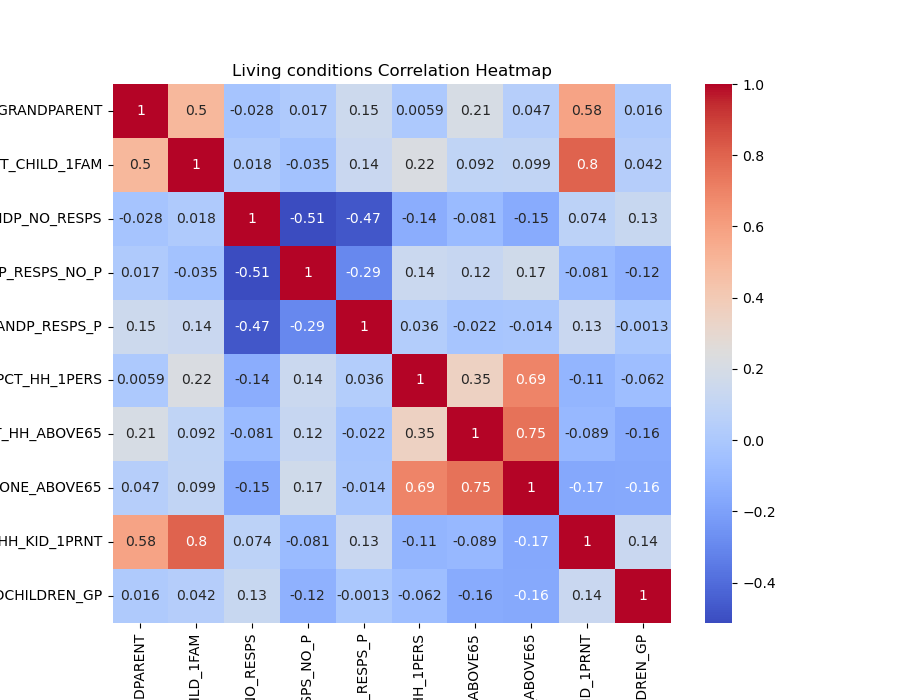 Living conditions Correlation Heatmap
GRANDPARENT 1 0.5 -0.028 0.017 0.15 0.0059 0.21 0.047 0.58 0.016
T_CHILD_1FAM 0.5 1 0.018 -0.035 0.14 0.22 0.092 0.099 0.8 0.042
NDP_NO_RESPS -0.028 0.018 1 -0.51 -0.47 -0.14 -0.081 -0.15 0.074 0.13
P_RESPS_NO_P 0.017 -0.035 -0.51 1 -0.29 0.14 0.12 0.17 -0.081 -0.12
ANDP_RESPS_P 0.15 0.14 -0.47 -0.29 1 0.036 -0.022 -0.014 0.13 -0.0013
PCT_HH_1PERS 0.0059 0.22 -0.14 0.14 0.036 1 0.35 0.69 -0.11 -0.062
T_HH_ABOVE65 0.21 0.092 -0.081 0.12 -0.022 0.35 1 0.75 -0.089 -0.16
ONE_ABOVE65 0.047 0.099 -0.15 0.17 -0.014 0.69 0.75 1 -0.17 -0.16
HH_KID_1PRNT 0.58 0.8 0.074 -0.081 0.13 -0.11 -0.089 -0.17 1 0.14
DCHILDREN_GP 0.016 0.042 0.13 -0.12 -0.0013 -0.062 -0.16 -0.16 0.14 1
DPARENT
ILD_1FAM
NO_RESPS
SPS_NO_P
_RESPS_P
HH_1PERS
ABOVE65
ABOVE65
D_1PRNT
DREN_GP
1.0
0.8
0.6
0.4
0.2
0.0
−0.2
−0.4